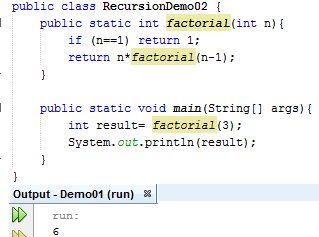 public class RecursionDemo02 {
    public static int factorial(int n){
        if (n==1) return 1;
        return n*factorial(n-1);
    }

    public static void main(String[] args){
        int result= factorial(3);
        System.out.println(result);
    }
}
Output - Demo01 (run)
run:
6